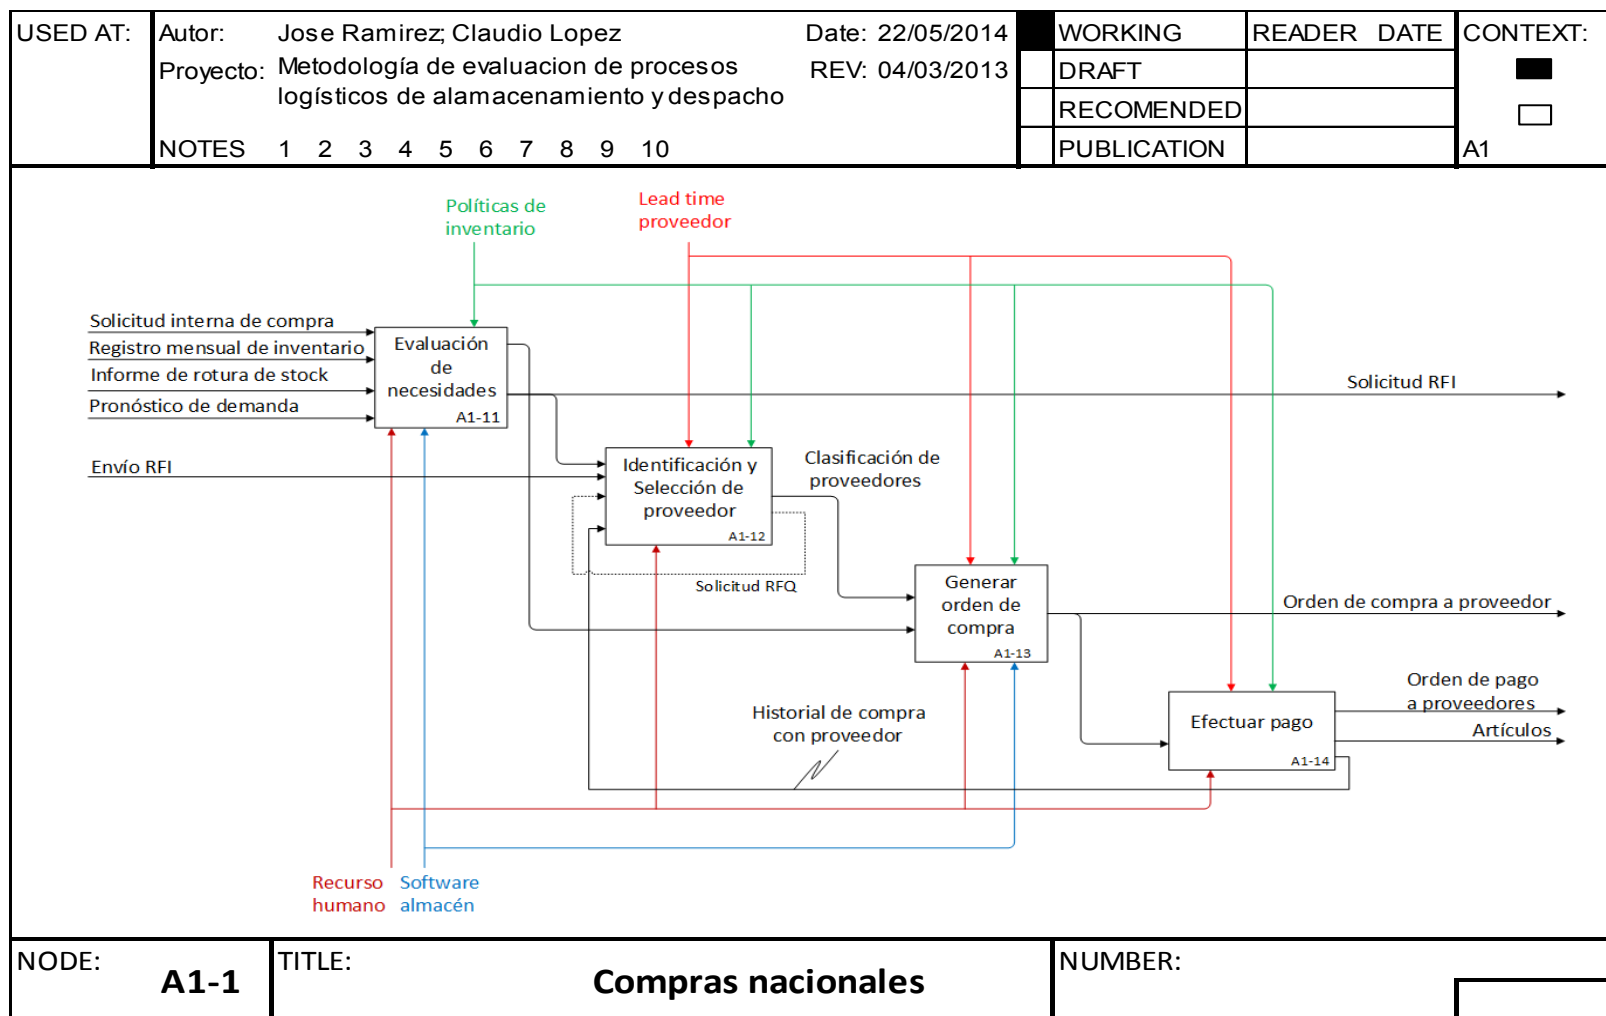 USED AT:
Autor: Jose Ramirez; Claudio Lopez Date: 22/05/2014
Proyecto: Metodología de evaluacion de procesos REV: 04/03/2013
logísticos de alamacenamiento y despacho
NOTES 1 2 3 4 5 6 7 8 9 10
WORKING READER DATE
DRAFT
RECOMENDED
PUBLICATION
CONTEXT:
A1
Políticas de
inventario
Lead time
proveedor
Solicitud interna de compra
Registro mensual de inventario
Informe de rotura de stock
Pronóstico de demanda
Evaluación
de
necesidades
A1-11
Solicitud RFI
Envío RFI
Identificación y
Selección de
proveedor
A1-12
Clasificación de
proveedores
Solicitud RFQ
Generar
orden de
compra
A1-13
Orden de compra a proveedor
Historial de compra
con proveedor
Efectuar pago
A1-14
Orden de pago
a proveedores
Artículos
Recurso
humano
Software
almacén
NODE: A1-1
TITLE: Compras nacionales
NUMBER: